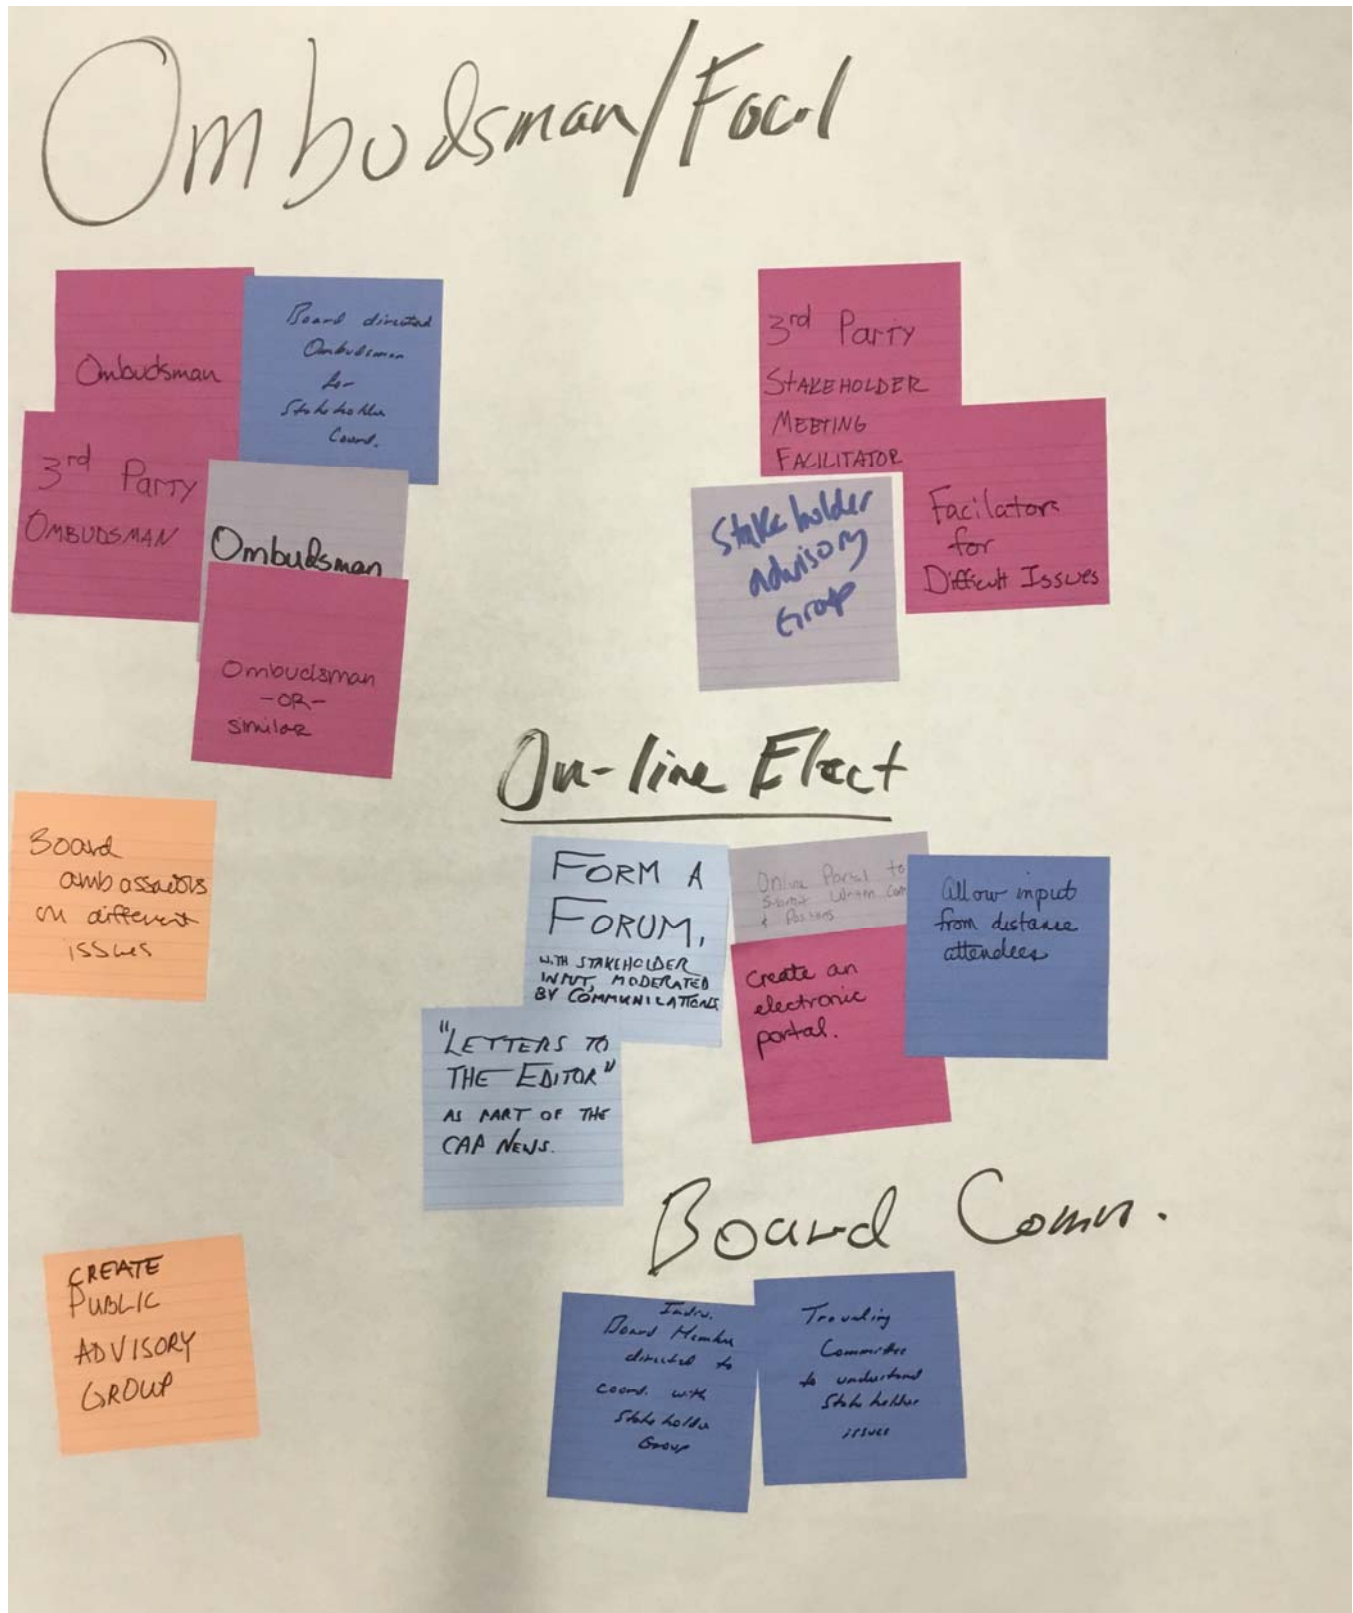 Ombudsman/Facil
Ombudsman
Board directed
Ombudsman
for
Stakeholder
Coord.
3rd Party
OMBUDSMAN
Ombudsman
Ombudsman
-OR-
similar
3rd Party
STAKEHOLDER
MEETING
FACILITATOR
Stakeholder
advisory
Group
Facilators
for
Difficult Issues
On-line Elect
Board
ambassadors
on different
issues
FORM A
FORUM,
WITH STAKEHOLDER
INPUT, MODERATED
BY COMMUNICATIONS
Online Portal to
Submit Written Com
&
create an
electronic
portal.
allow input
from distance
attendees
"LETTERS TO
THE EDITOR"
AS PART OF THE
CAP NEWS.
Board Comm.
CREATE
PUBLIC
ADVISORY
GROUP
Indiv.
Board Member
directed to
coord. with
Stakeholder
Group
Traveling
Committee
to understand
Stakeholder
issues